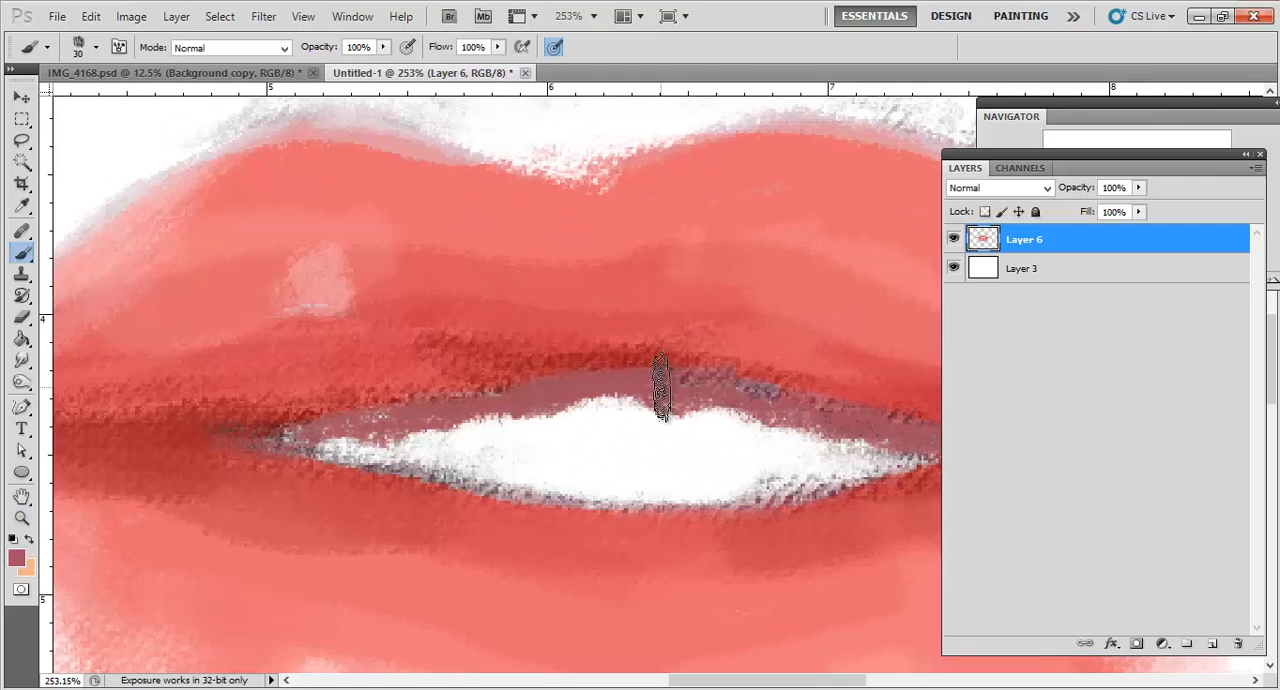 Ps File Edit Image Layer Select Filter View Window Help Br Mb 253% ESSENTIALS DESIGN PAINTING CS Live
30 Mode: Normal Opacity: 100% Flow: 100%
IMG_4168.psd @ 12.5% (Background copy, RGB/8) * Untitled-1 @ 253% (Layer 6, RGB/8) *
5 6 7 8
NAVIGATOR
LAYERS CHANNELS
Normal Opacity: 100%
Lock: Fill: 100%
Layer 6
Layer 3
4
T
5
fx
253.15% Exposure works in 32-bit only